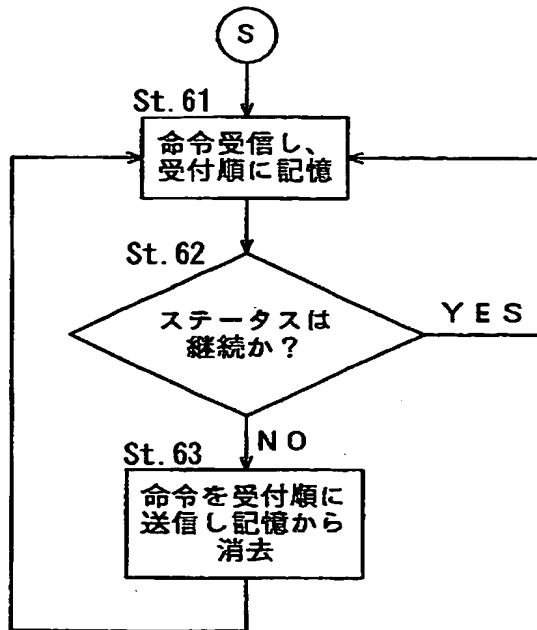 S
St.61
命令受信し、
受付順に記憶
St.62
ステータスは
継続か？
YES
NO
St.63
命令を受付順に
送信し記憶から
消去